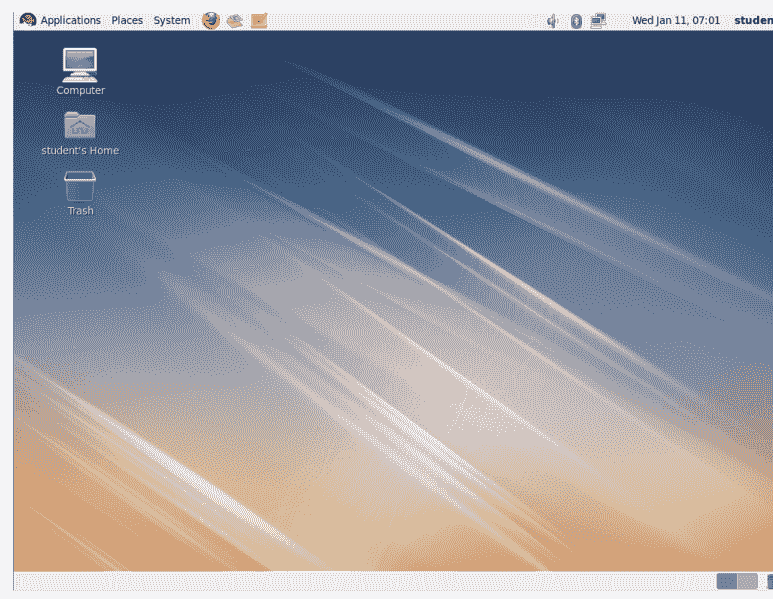 Applications Places System Wed Jan 11, 07:01 studen
Computer
student's Home
Trash